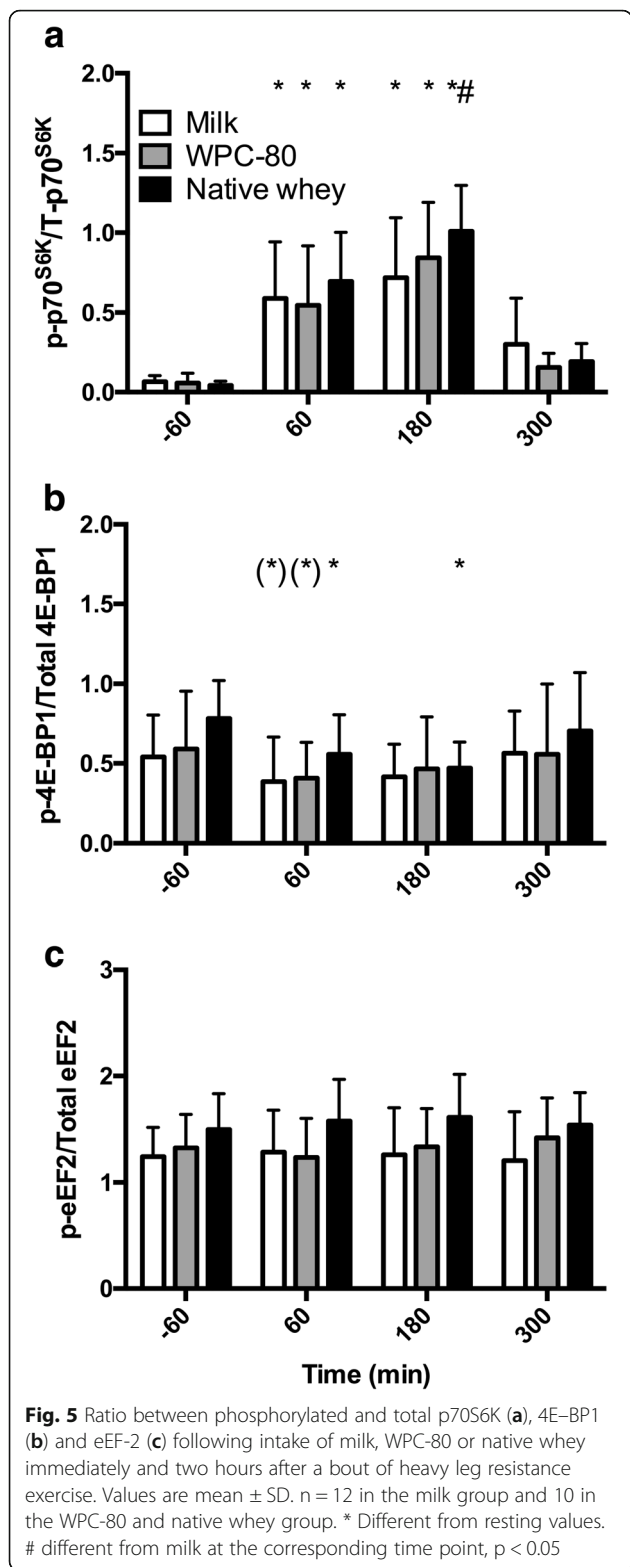 a
2.0
* * * * * *#
Milk
WPC-80
Native whey
1.5
1.0
0.5
0.0
p-p70S6K/T-p70S6K
-60 60 180 300
b
2.0
(*) (*) * *
1.5
1.0
0.5
0.0
p-4E-BP1/Total 4E-BP1
-60 60 180 300
c
3
2
1
0
p-eEF2/Total eEF2
-60 60 180 300
Time (min)
Fig. 5 Ratio between phosphorylated and total p70S6K (a), 4E–BP1
(b) and eEF-2 (c) following intake of milk, WPC-80 or native whey
immediately and two hours after a bout of heavy leg resistance
exercise. Values are mean ± SD. n = 12 in the milk group and 10 in
the WPC-80 and native whey group. * Different from resting values.
# different from milk at the corresponding time point, p < 0.05